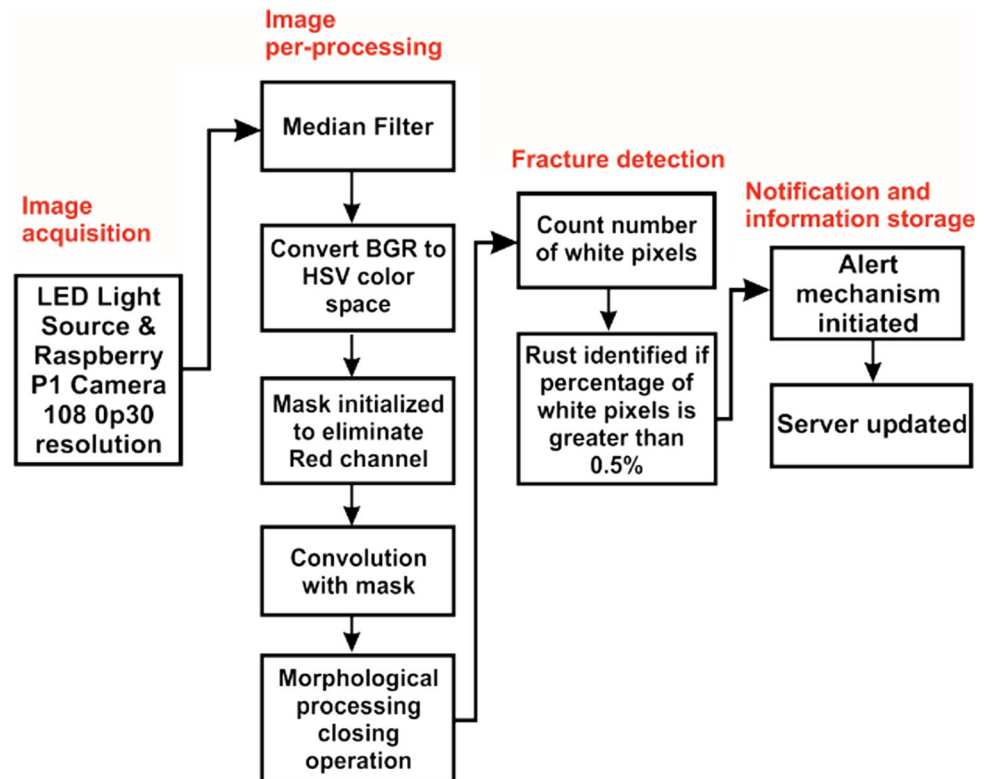 Image
acquisition
LED Light
Source &
Raspberry
P1 Camera
108 0p30
resolution
Image
per-processing
Median Filter
Convert BGR to
HSV color
space
Mask initialized
to eliminate
Red channel
Convolution
with mask
Morphological
processing
closing
operation
Fracture detection
Count number
of white pixels
Rust identified if
percentage of
white pixels is
greater than
0.5%
Notification and
information storage
Alert
mechanism
initiated
Server updated